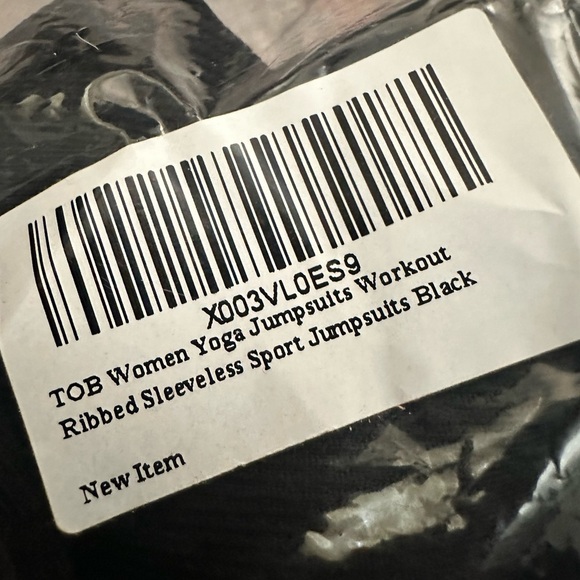 X003VL0ES9
TOB Women Yoga Jumpsuits Workout
Ribbed Sleeveless Sport Jumpsuits Black
New Item